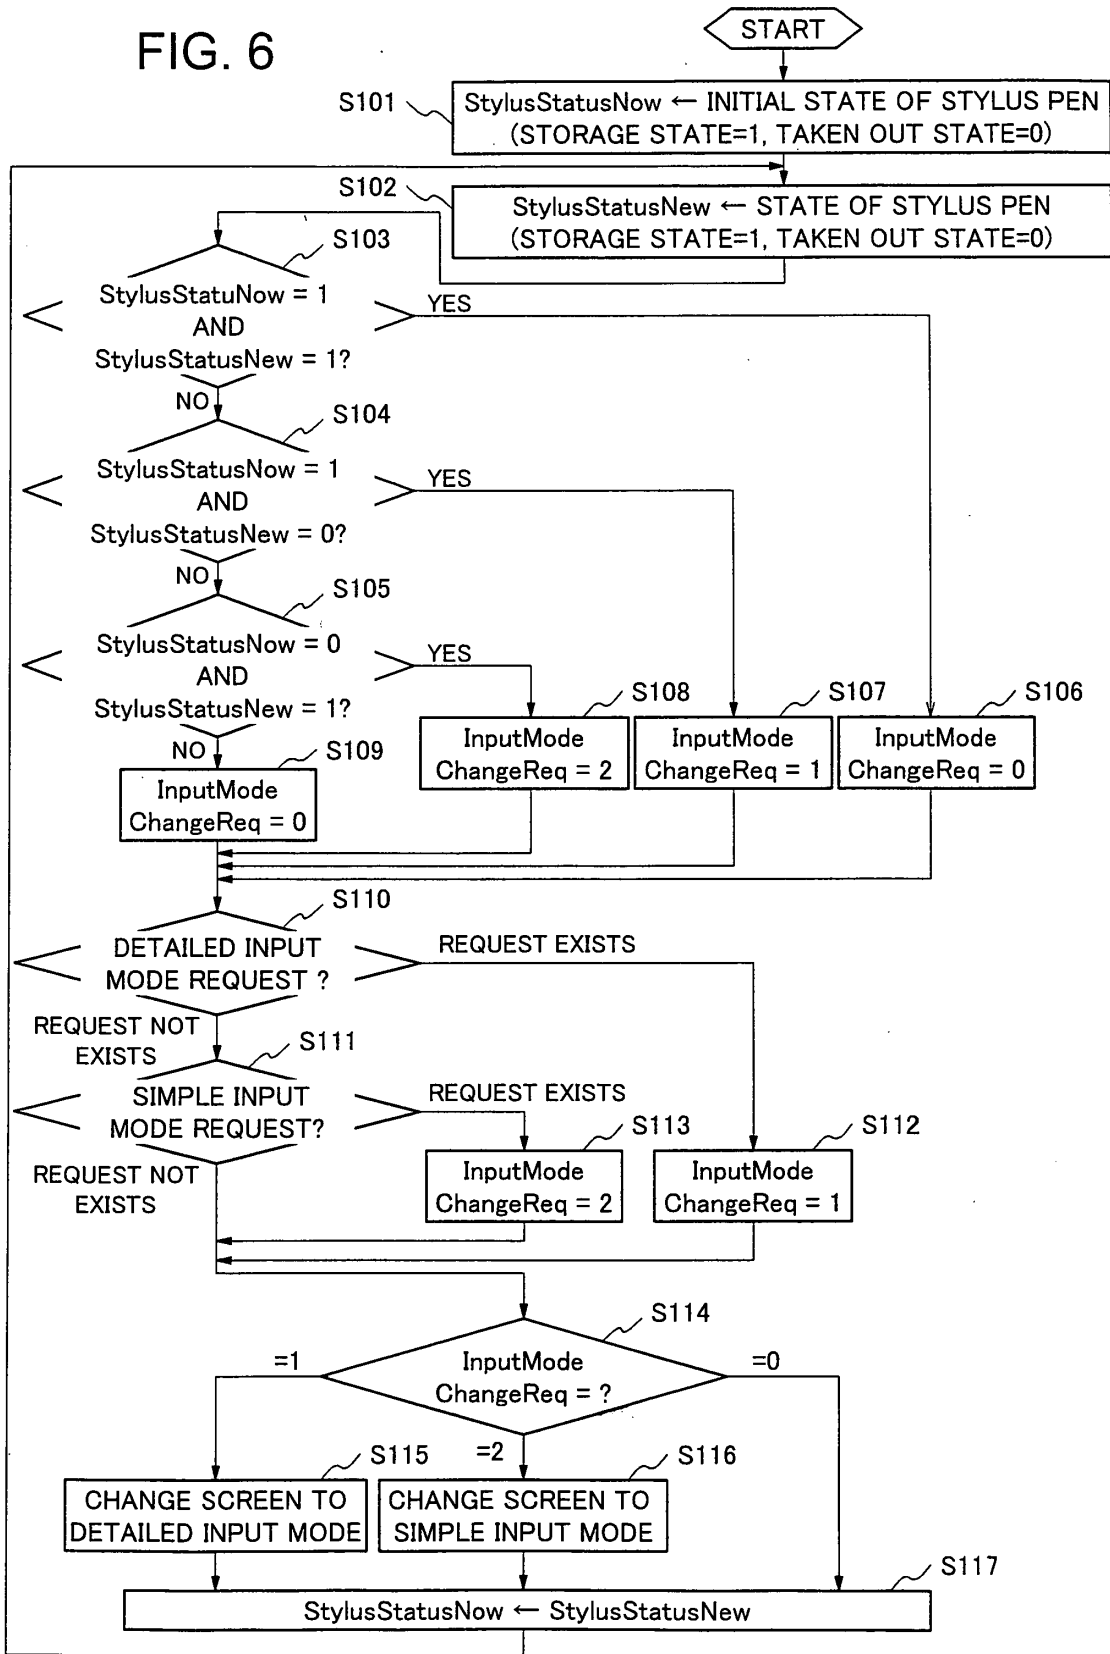 FIG. 6
START
S101
StylusStatusNow ← INITIAL STATE OF STYLUS PEN
(STORAGE STATE=1, TAKEN OUT STATE=0)
S102
StylusStatusNew ← STATE OF STYLUS PEN
(STORAGE STATE=1, TAKEN OUT STATE=0)
S103
StylusStatuNow = 1
AND
StylusStatusNew = 1?
YES
NO
S104
StylusStatusNow = 1
AND
StylusStatusNew = 0?
YES
NO
S105
StylusStatusNow = 0
AND
StylusStatusNew = 1?
YES
NO
S108
InputMode
ChangeReq = 2
S107
InputMode
ChangeReq = 1
S106
InputMode
ChangeReq = 0
S109
InputMode
ChangeReq = 0
S110
DETAILED INPUT
MODE REQUEST ?
REQUEST EXISTS
REQUEST NOT
EXISTS
S111
SIMPLE INPUT
MODE REQUEST?
REQUEST EXISTS
REQUEST NOT
EXISTS
S113
InputMode
ChangeReq = 2
S112
InputMode
ChangeReq = 1
S114
InputMode
ChangeReq = ?
=1
=0
=2
S115
CHANGE SCREEN TO
DETAILED INPUT MODE
S116
CHANGE SCREEN TO
SIMPLE INPUT MODE
S117
StylusStatusNow ← StylusStatusNew